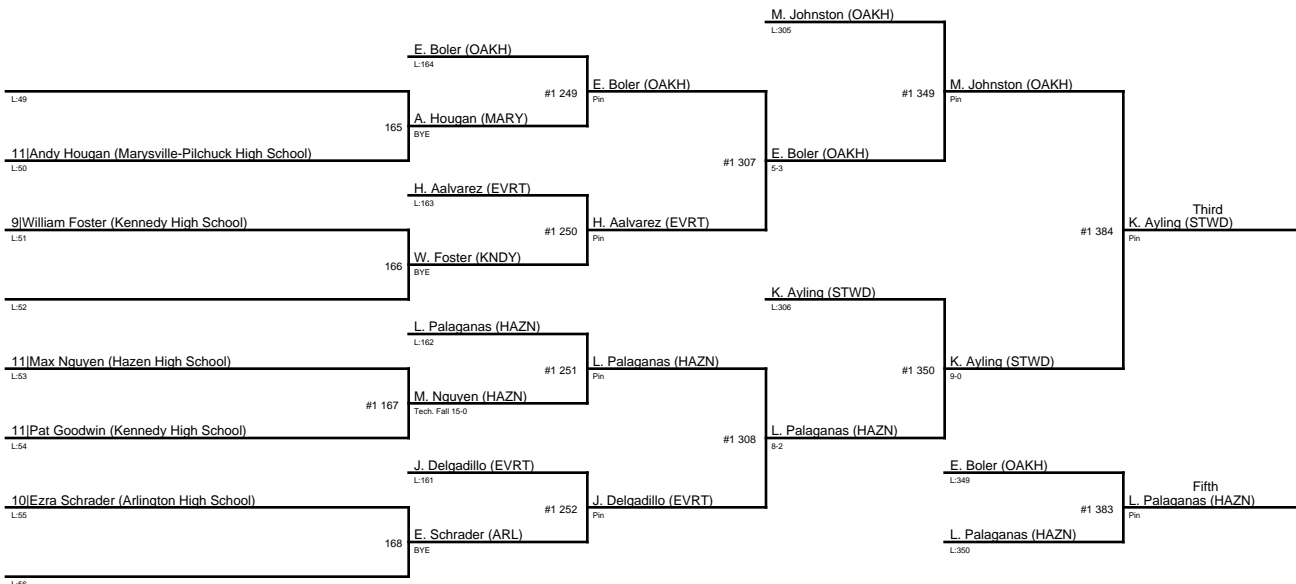 M. Johnston (OAKH)
L:305
E. Boler (OAKH)
L:164
L:49
#1 249
E. Boler (OAKH)
Pin
#1 349
M. Johnston (OAKH)
Pin
165
A. Hougan (MARY)
BYE
11|Andy Hougan (Marysville-Pilchuck High School)
L:50
#1 307
E. Boler (OAKH)
5-3
H. Aalvarez (EVRT)
L:163
9|William Foster (Kennedy High School)
L:51
#1 250
H. Aalvarez (EVRT)
Pin
#1 384
Third
K. Ayling (STWD)
Pin
166
W. Foster (KNDY)
BYE
L:52
K. Ayling (STWD)
L:306
L. Palaganas (HAZN)
L:162
11|Max Nguyen (Hazen High School)
L:53
#1 251
L. Palaganas (HAZN)
Pin
#1 350
K. Ayling (STWD)
9-0
#1 167
M. Nguyen (HAZN)
Tech. Fall 15-0
11|Pat Goodwin (Kennedy High School)
L:54
#1 308
L. Palaganas (HAZN)
8-2
J. Delgadillo (EVRT)
L:161
E. Boler (OAKH)
L:349
10|Ezra Schrader (Arlington High School)
L:55
#1 252
J. Delgadillo (EVRT)
Pin
#1 383
Fifth
L. Palaganas (HAZN)
Pin
168
E. Schrader (ARL)
BYE
L. Palaganas (HAZN)
L:350
L:56